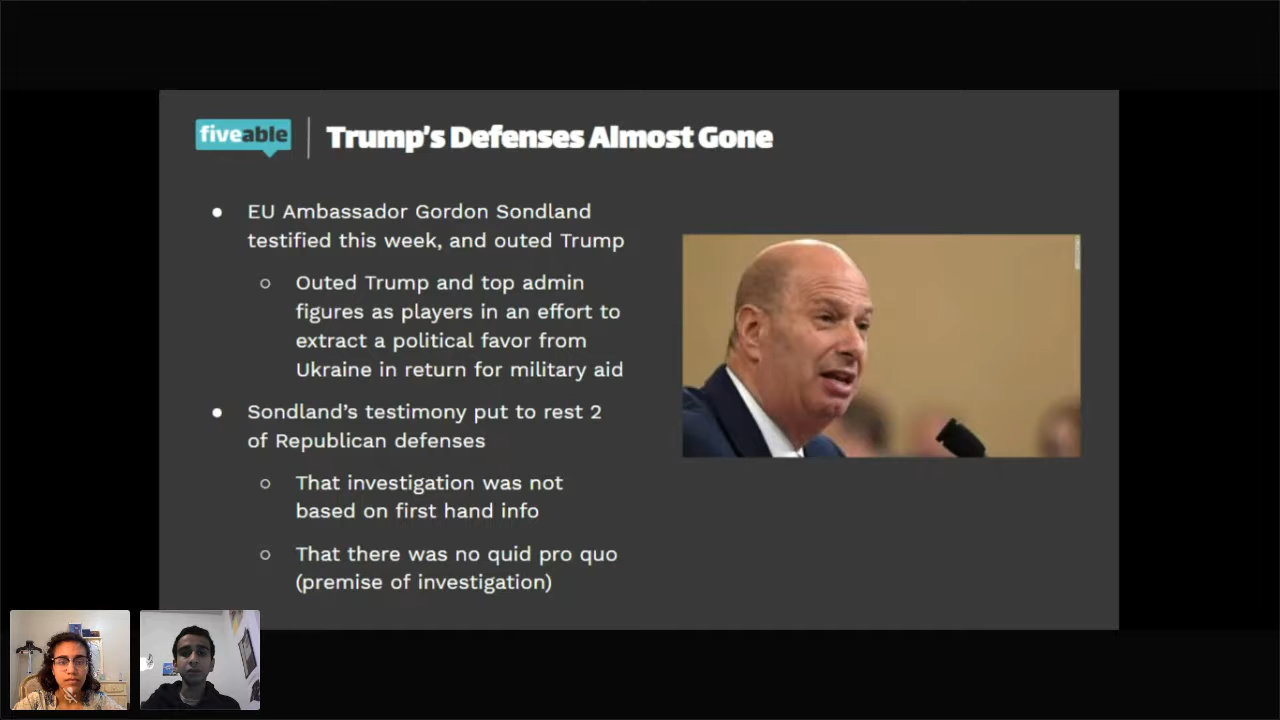 fiveable
Trump's Defenses Almost Gone
● EU Ambassador Gordon Sondland
testified this week, and outed Trump
○ Outed Trump and top admin
figures as players in an effort to
extract a political favor from
Ukraine in return for military aid
● Sondland's testimony put to rest 2
of Republican defenses
○ That investigation was not
based on first hand info
○ That there was no quid pro quo
(premise of investigation)